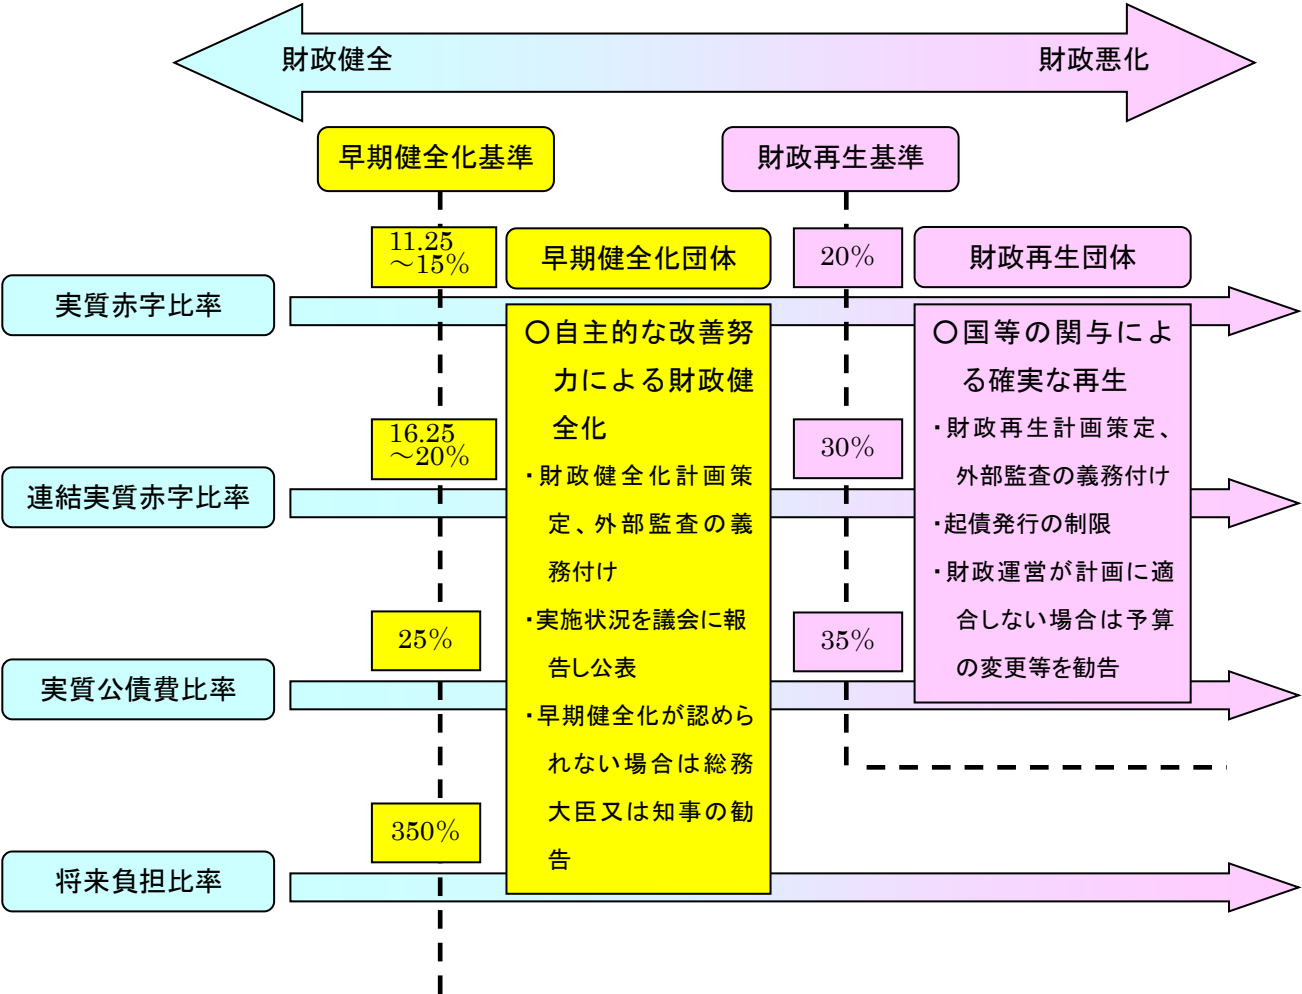 財政健全
財政悪化
早期健全化基準
財政再生基準
11.25
～15%
早期健全化団体
20%
財政再生団体
実質赤字比率
〇自主的な改善努
力による財政健
全化
・財政健全化計画策
定、外部監査の義
務付け
・実施状況を議会に報
告し公表
・早期健全化が認めら
れない場合は総務
大臣又は知事の勧
告
〇国等の関与によ
る確実な再生
・財政再生計画策定、
外部監査の義務付け
・起債発行の制限
・財政運営が計画に適
合しない場合は予算
の変更等を勧告
16.25
～20%
30%
連結実質赤字比率
25%
35%
実質公債費比率
350%
将来負担比率